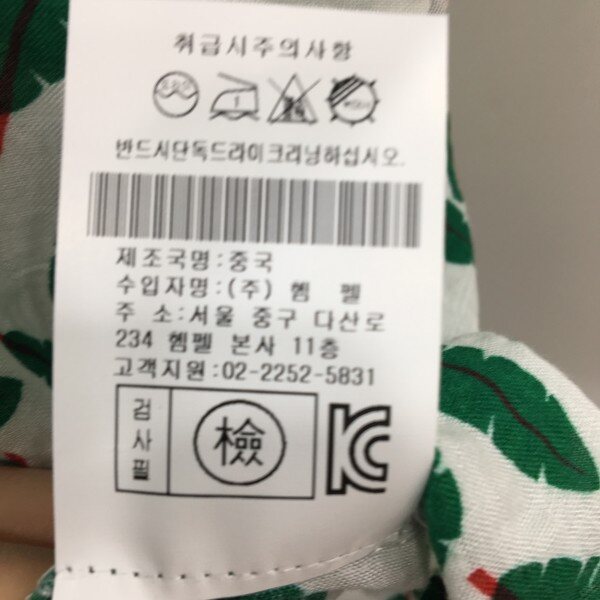 취급시주의사항
반드시단독드라이크리닝하십시오.
제조국명:중국
수입자명:(주) 헴 펠
주 소:서울 중구 다산로
234 헴펠 본사 11층
고객지원:02-2252-5831
검사필
檢
KC